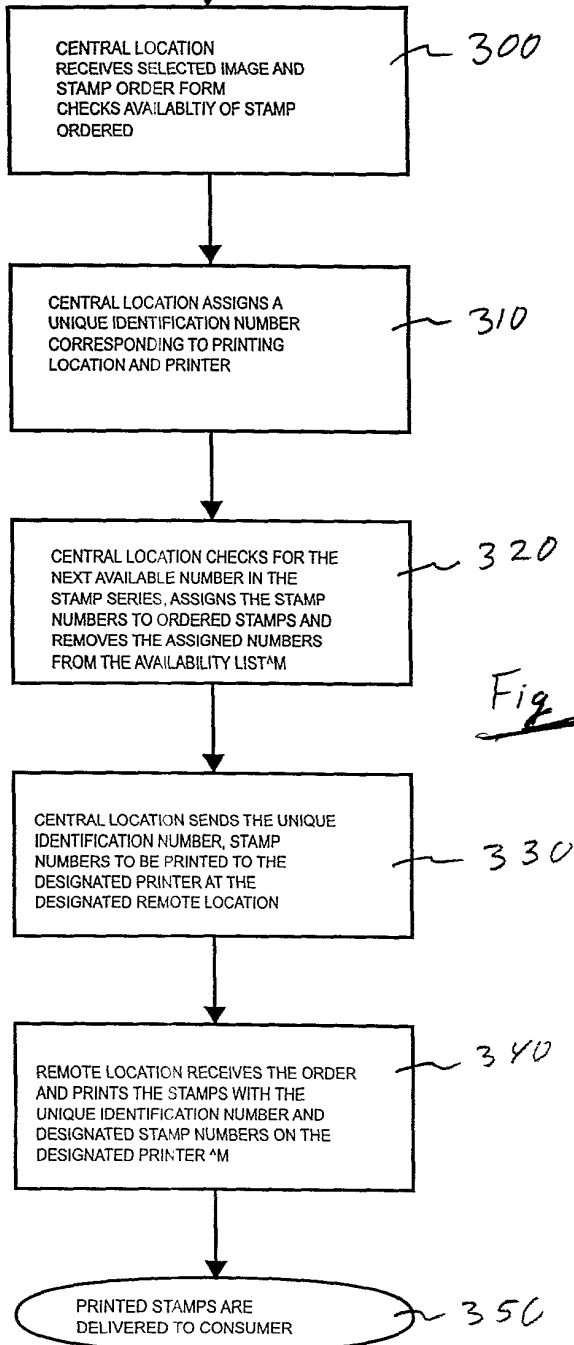 CENTRAL LOCATION
RECEIVES SELECTED IMAGE AND
STAMP ORDER FORM
CHECKS AVAILABLTIY OF STAMP
ORDERED
300
CENTRAL LOCATION ASSIGNS A
UNIQUE IDENTIFICATION NUMBER
CORRESPONDING TO PRINTING
LOCATION AND PRINTER
310
CENTRAL LOCATION CHECKS FOR THE
NEXT AVAILABLE NUMBER IN THE
STAMP SERIES, ASSIGNS THE STAMP
NUMBERS TO ORDERED STAMPS AND
REMOVES THE ASSIGNED NUMBERS
FROM THE AVAILABILITY LIST^M
320
Fig
CENTRAL LOCATION SENDS THE UNIQUE
IDENTIFICATION NUMBER, STAMP
NUMBERS TO BE PRINTED TO THE
DESIGNATED PRINTER AT THE
DESIGNATED REMOTE LOCATION
330
REMOTE LOCATION RECEIVES THE ORDER
AND PRINTS THE STAMPS WITH THE
UNIQUE IDENTIFICATION NUMBER AND
DESIGNATED STAMP NUMBERS ON THE
DESIGNATED PRINTER ^M
340
PRINTED STAMPS ARE
DELIVERED TO CONSUMER
350